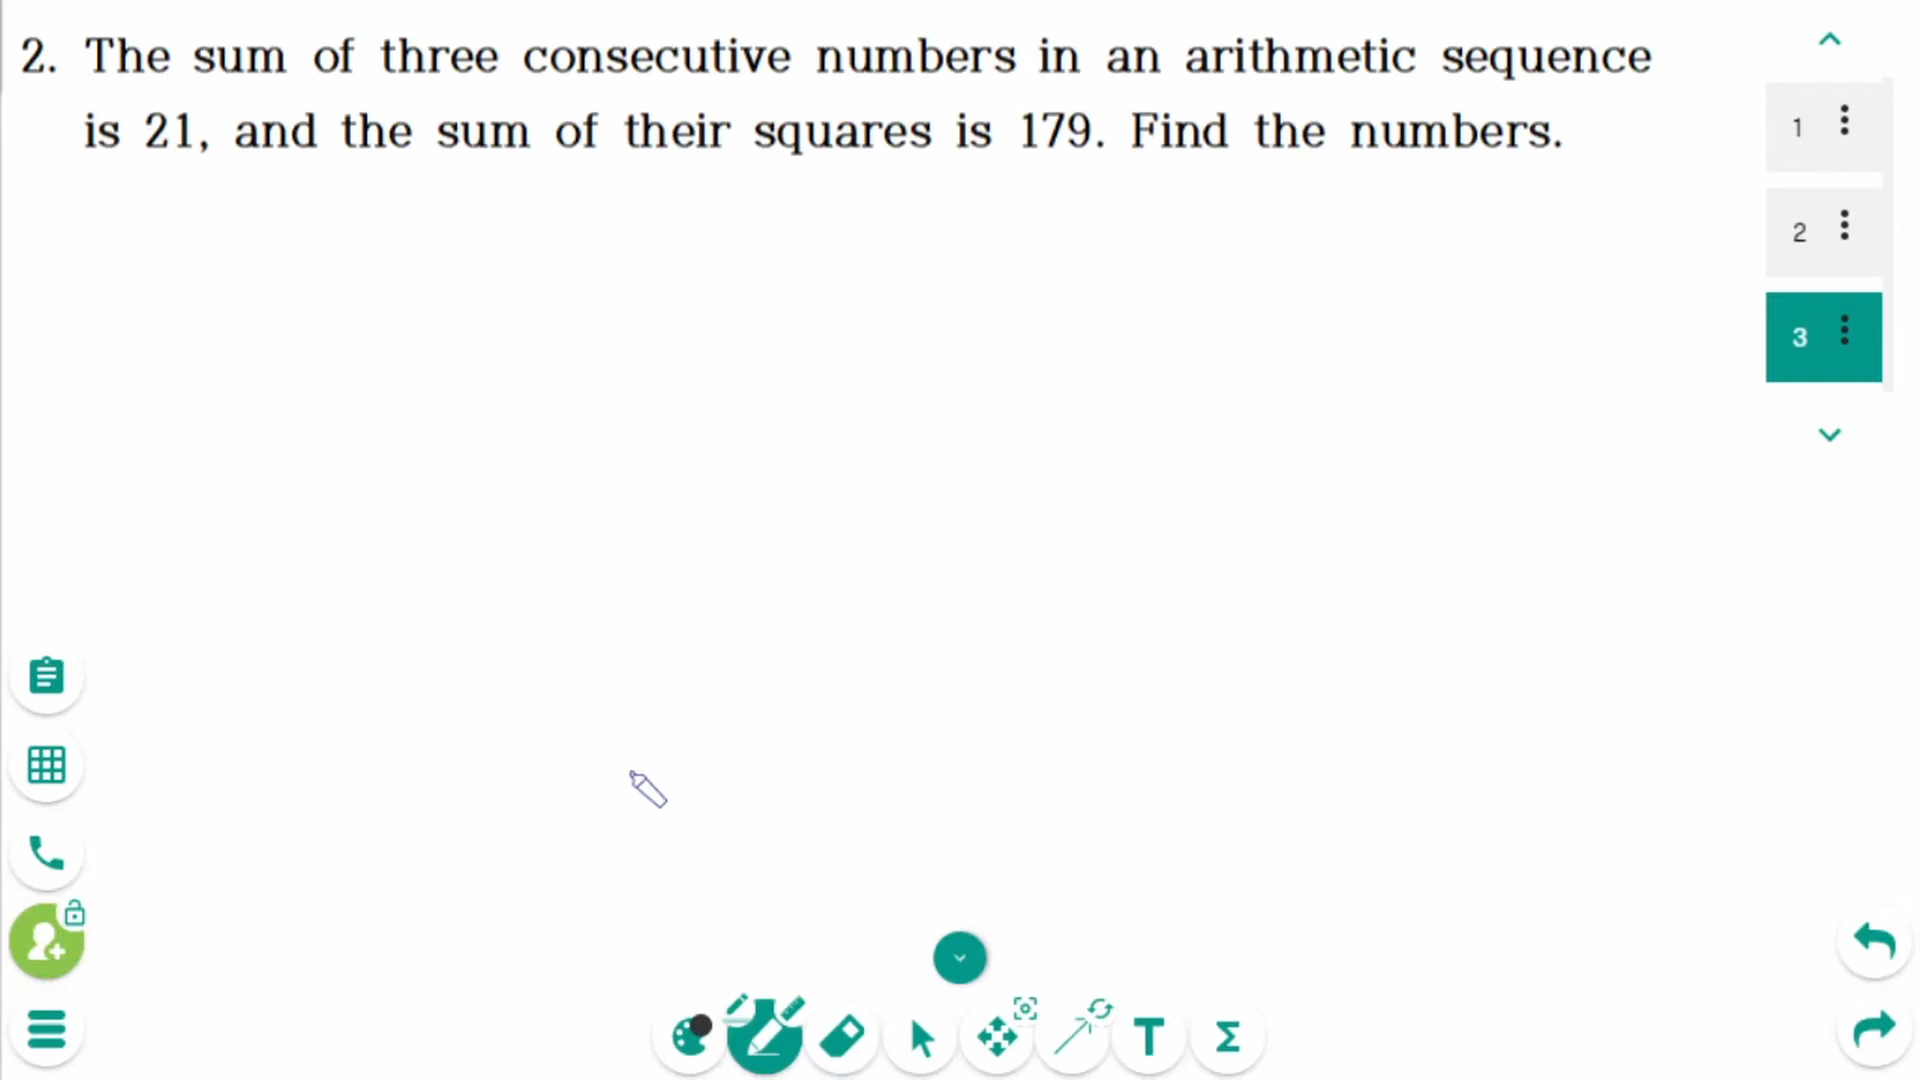 2. The sum of three consecutive numbers in an arithmetic sequence
is 21, and the sum of their squares is 179. Find the numbers.
1
2
3
T
Σ